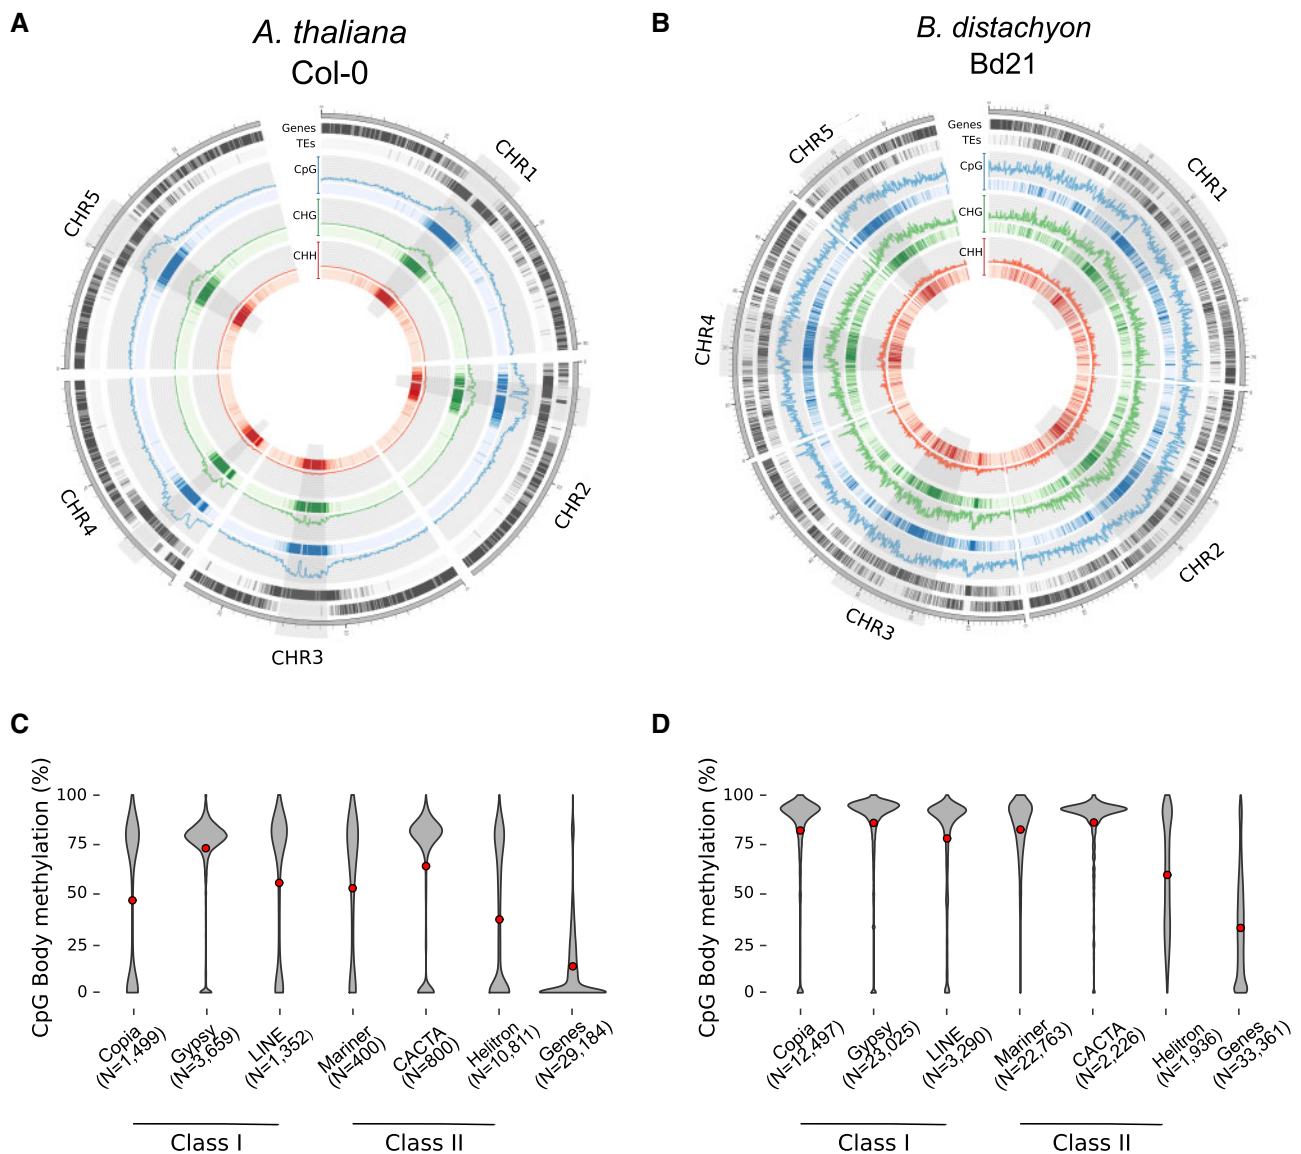 A
A. thaliana
Col-0
Genes
TEs
CpG
CHG
CHH
CHR1
CHR2
CHR3
CHR4
CHR5
B
B. distachyon
Bd21
Genes
TEs
CpG
CHG
CHH
CHR1
CHR2
CHR3
CHR4
CHR5
C
CpG Body methylation (%)
100
75
50
25
0
Copia
(N=1,499)
Gypsy
(N=3,659)
LINE
(N=1,352)
Mariner
(N=400)
CACTA
(N=800)
Helitron
(N=10,811)
Genes
(N=29,184)
Class I
Class II
D
CpG Body methylation (%)
100
75
50
25
0
Copia
(N=12,497)
Gypsy
(N=23,025)
LINE
(N=3,290)
Mariner
(N=22,763)
CACTA
(N=2,226)
Helitron
(N=1,936)
Genes
(N=33,361)
Class I
Class II